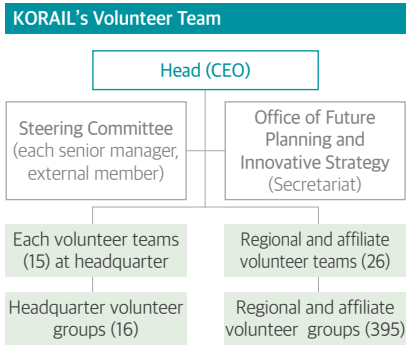 KORAIL's Volunteer Team
Head (CEO)
Steering Committee
(each senior manager,
external member)
Office of Future
Planning and
Innovative Strategy
(Secretariat)
Each volunteer teams
(15) at headquarter
Regional and affiliate
volunteer teams (26)
Headquarter volunteer
groups (16)
Regional and affiliate
volunteer groups (395)